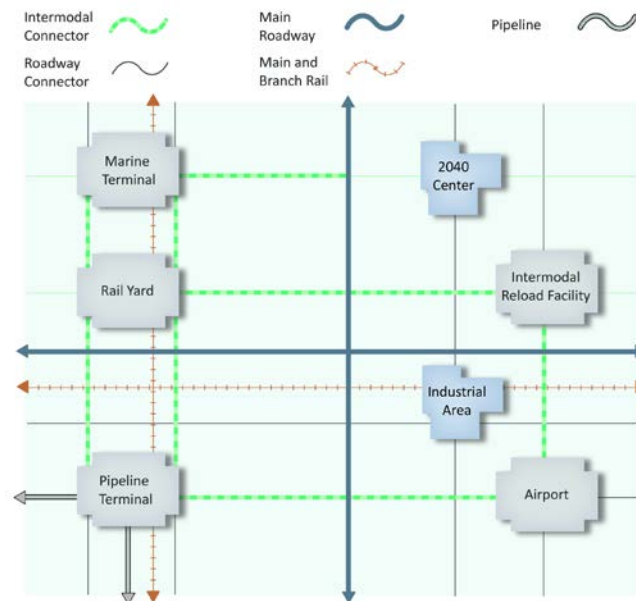 Intermodal
Connector
Main
Roadway
Pipeline
Roadway
Connector
Main and
Branch Rail
Marine
Terminal
2040
Center
Rail Yard
Intermodal
Reload Facility
Industrial
Area
Pipeline
Terminal
Airport